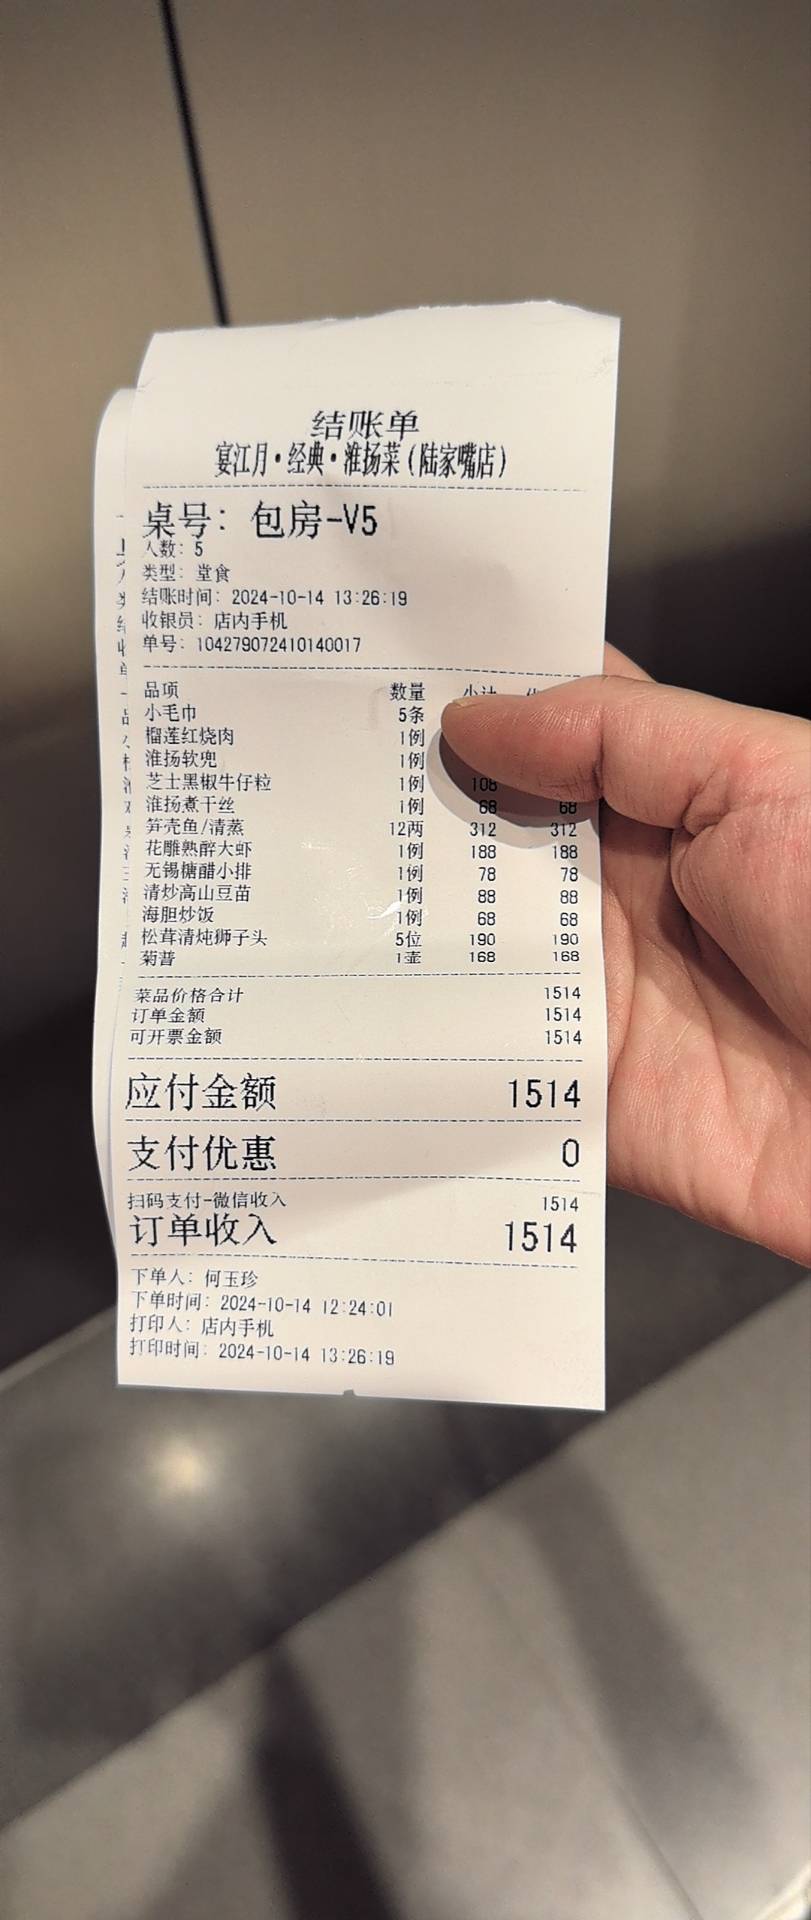 结账单
宴江月·经典·淮扬菜(陆家嘴店)
桌号: 包房-V5
人数: 5
类型: 堂食
结账时间: 2024-10-14 13:26:19
收银员: 店内手机
单号: 104279072410140017
品项 数量 小计
小毛巾 5条
榴莲红烧肉 1例
淮扬软兜 1例
芝士黑椒牛仔粒 1例 108
淮扬煮干丝 1例 68 68
笋壳鱼/清蒸 12两 312 312
花雕熟醉大虾 1例 188 188
无锡糖醋小排 1例 78 78
清炒高山豆苗 1例 88 88
海胆炒饭 1例 68 68
松茸清炖狮子头 5位 190 190
菊普 1壶 168 168
菜品价格合计 1514
订单金额 1514
可开票金额 1514
应付金额 1514
支付优惠 0
扫码支付-微信收入 1514
订单收入 1514
下单人: 何玉珍
下单时间: 2024-10-14 12:24:01
打印人: 店内手机
打印时间: 2024-10-14 13:26:19